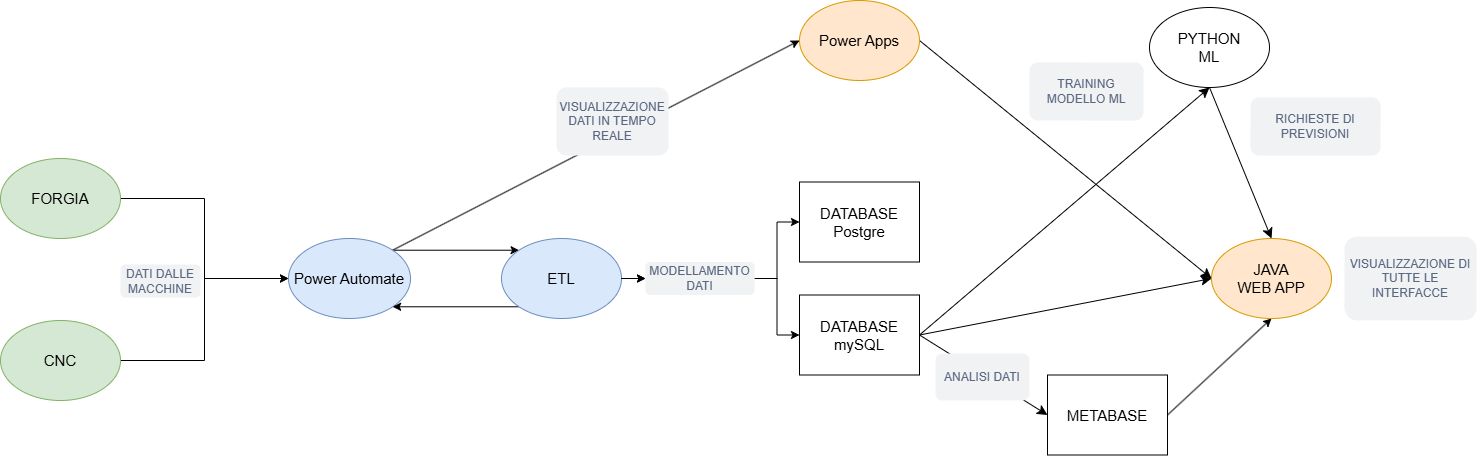 Power Apps
PYTHON
ML
VISUALIZZAZIONE
DATI IN TEMPO
REALE
TRAINING
MODELLO ML
RICHIESTE DI
PREVISIONI
FORGIA
DATABASE
Postgre
DATI DALLE
MACCHINE
Power Automate
ETL
MODELLAMENTO
DATI
JAVA
WEB APP
VISUALIZZAZIONE DI
TUTTE LE
INTERFACCE
CNC
DATABASE
mySQL
ANALISI DATI
METABASE